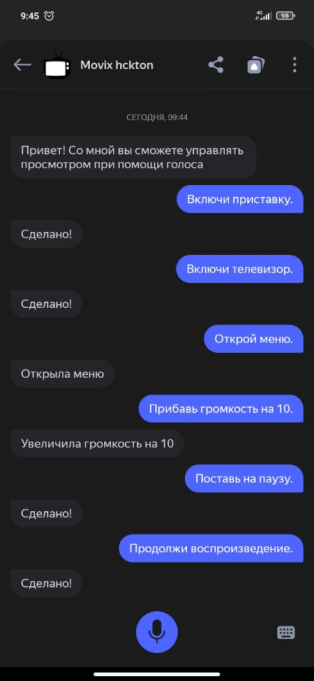 9:45
4G
98
Movix hckton
СЕГОДНЯ, 09:44
Привет! Со мной вы сможете управлять
просмотром при помощи голоса
Включи приставку.
Сделано!
Включи телевизор.
Сделано!
Открой меню.
Открыла меню
Прибавь громкость на 10.
Увеличила громкость на 10
Поставь на паузу.
Сделано!
Продолжи воспроизведение.
Сделано!